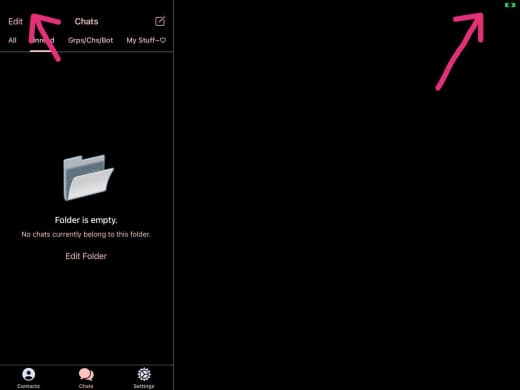 Edit Chats
All Unread Grps/Chs/Bot My Stuff~♡
Folder is empty.
No chats currently belong to this folder.
Edit Folder
Contacts Chats Settings